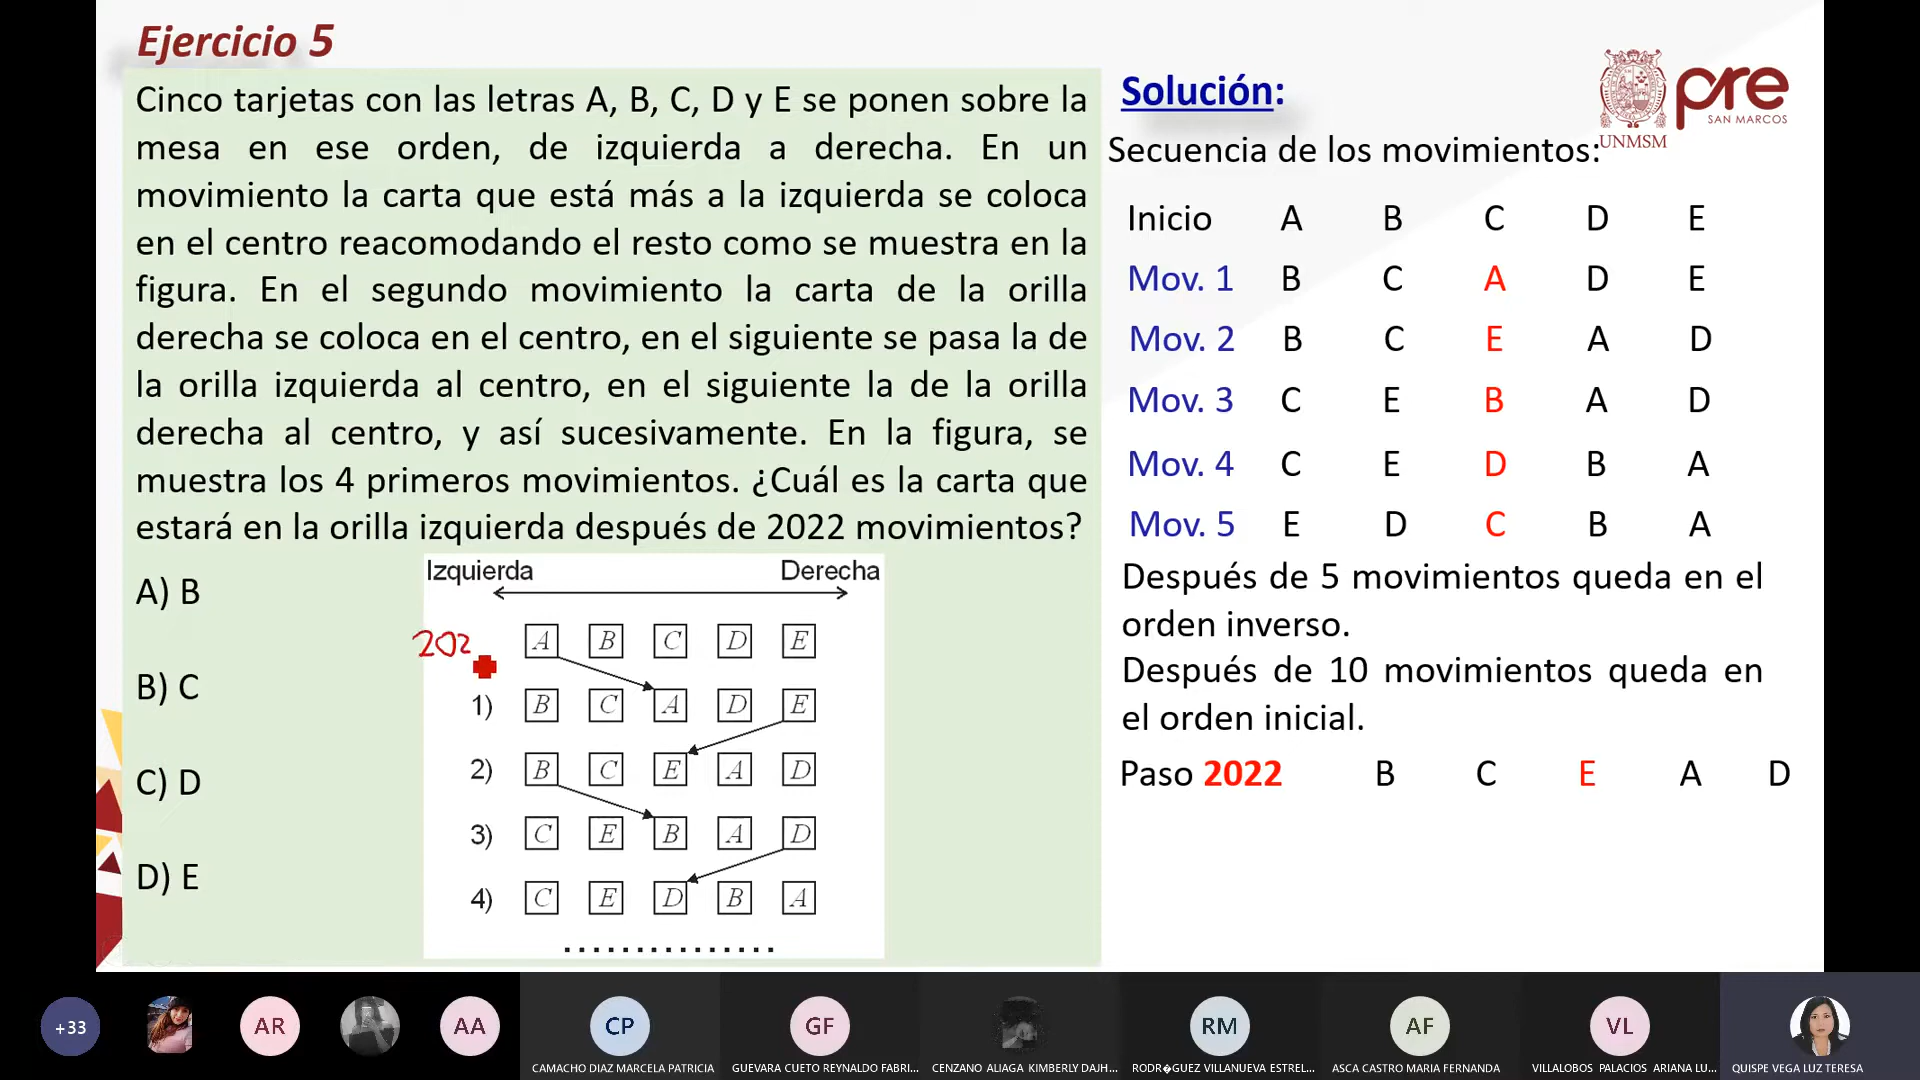 Ejercicio 5
Cinco tarjetas con las letras A, B, C, D y E se ponen sobre la
mesa en ese orden, de izquierda a derecha. En un
movimiento la carta que está más a la izquierda se coloca
en el centro reacomodando el resto como se muestra en la
figura. En el segundo movimiento la carta de la orilla
derecha se coloca en el centro, en el siguiente se pasa la de
la orilla izquierda al centro, en el siguiente la de la orilla
derecha al centro, y así sucesivamente. En la figura, se
muestra los 4 primeros movimientos. ¿Cuál es la carta que
estará en la orilla izquierda después de 2022 movimientos?
A) B
B) C
C) D
D) E
Izquierda Derecha
202
A B C D E
1) B C A D E
2) B C E A D
3) C E B A D
4) C E D B A
...............
Solución:
UNMSM
pre
SAN MARCOS
Secuencia de los movimientos:
Inicio A B C D E
Mov. 1 B C A D E
Mov. 2 B C E A D
Mov. 3 C E B A D
Mov. 4 C E D B A
Mov. 5 E D C B A
Después de 5 movimientos queda en el
orden inverso.
Después de 10 movimientos queda en
el orden inicial.
Paso 2022 B C E A D
+33
AR
AA
CP
CAMACHO DIAZ MARCELA PATRICIA
GF
GUEVARA CUETO REYNALDO FABRI...
CENZANO ALIAGA KIMBERLY DAJH...
RM
RODR�GUEZ VILLANUEVA ESTREL...
AF
ASCA CASTRO MARIA FERNANDA
VL
VILLALOBOS PALACIOS ARIANA LU...
QUISPE VEGA LUZ TERESA